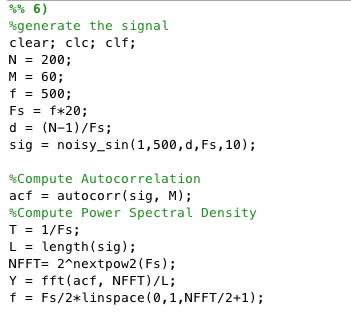 %% 6)
%generate the signal
clear; clc; clf;
N = 200;
M = 60;
f = 500;
Fs = f*20;
d = (N-1)/Fs;
sig = noisy_sin(1,500,d,Fs,10);
%Compute Autocorrelation
acf = autocorr(sig, M);
%Compute Power Spectral Density
T = 1/Fs;
L = length(sig);
NFFT= 2^nextpow2(Fs);
Y = fft(acf, NFFT)/L;
f = Fs/2*linspace(0,1,NFFT/2+1);